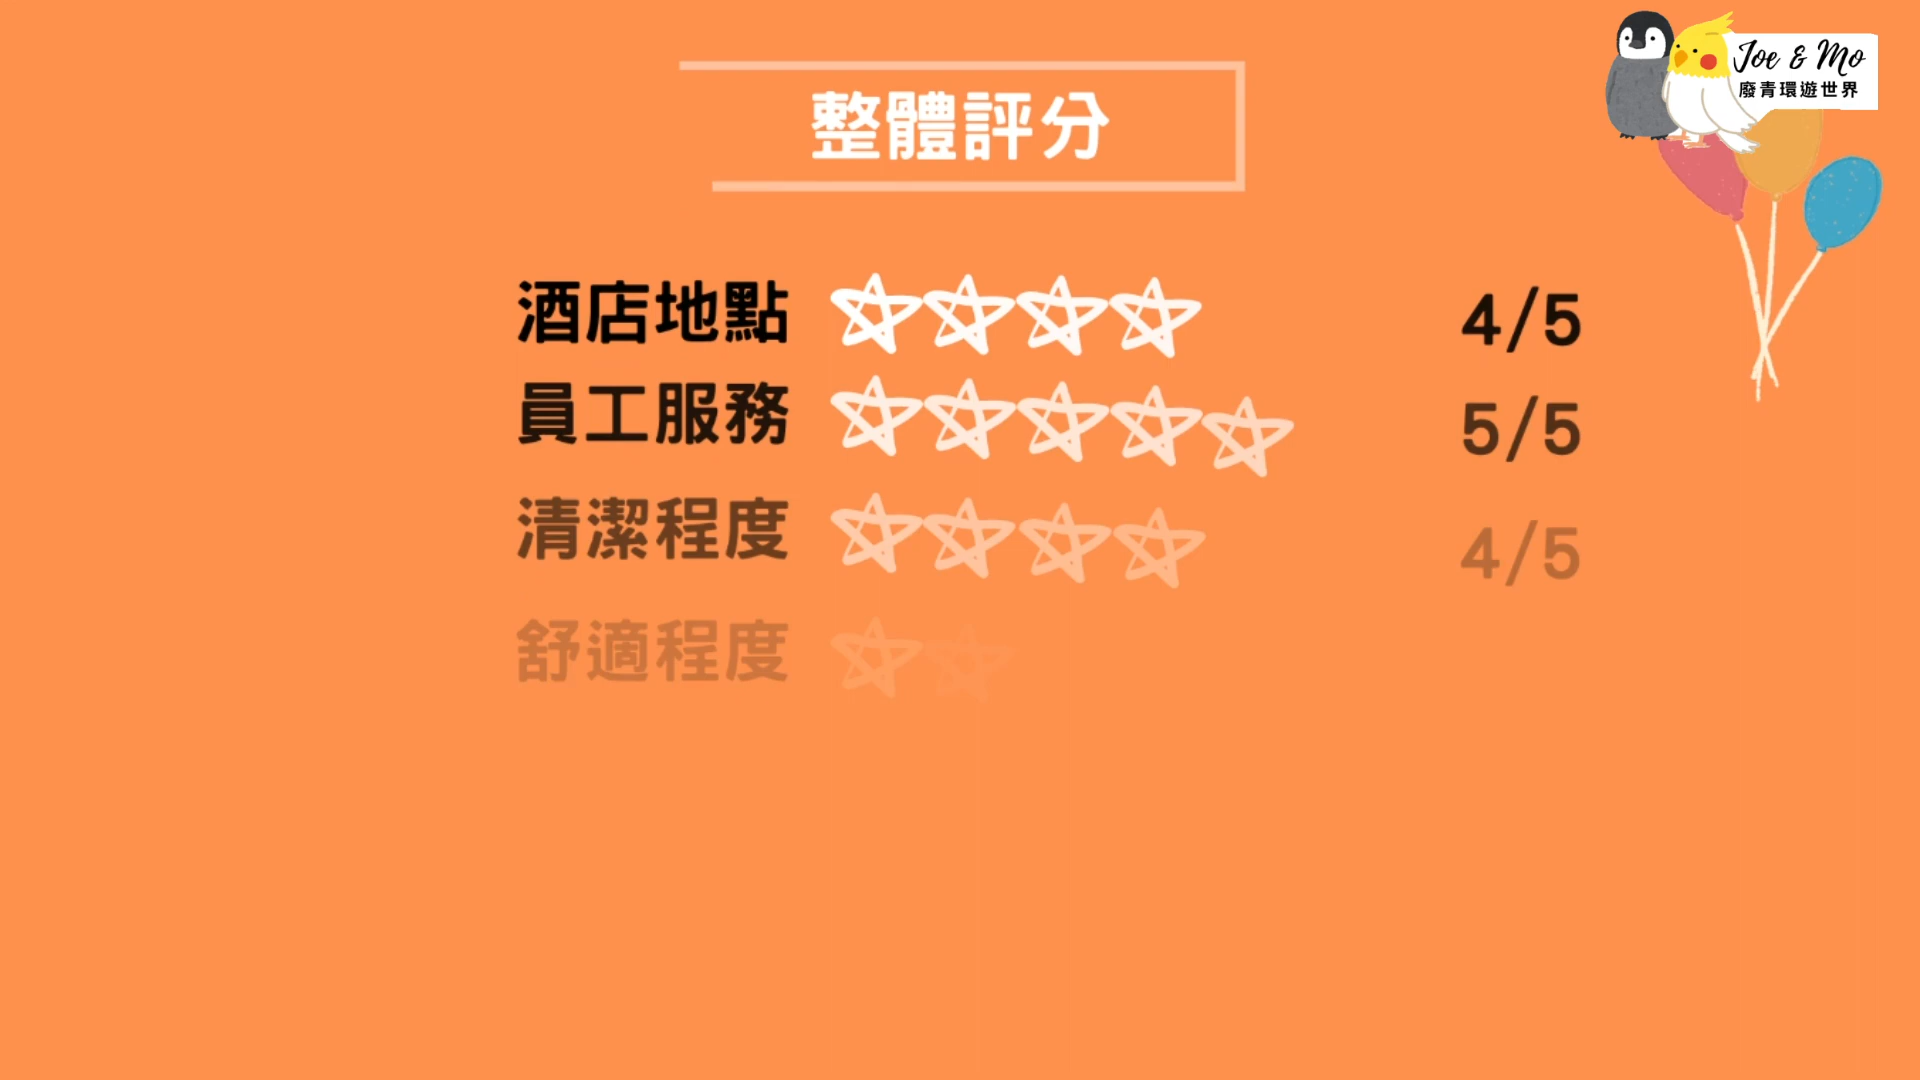 整體評分
Joe & Mo
廢青環遊世界
酒店地點 4/5
員工服務 5/5
清潔程度 4/5
舒適程度